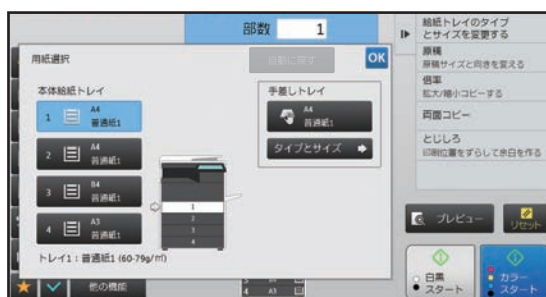 部数 1
用紙選択
自動に戻す
OK
本体給紙トレイ
1 A4
普通紙1
2 A4
普通紙1
3 B4
普通紙1
4 A3
普通紙1
1
2
3
4
トレイ1：普通紙1 (60-79g/㎡)
手差しトレイ
A4
普通紙1
タイプとサイズ
給紙トレイのタイプ
とサイズを変更する
原稿
原稿サイズと向きを変える
倍率
拡大/縮小コピーする
両面コピー
とじしろ
印刷位置をずらして余白を作る
プレビュー
リセット
白黒
スタート
カラー
スタート
他の機能
4 A3